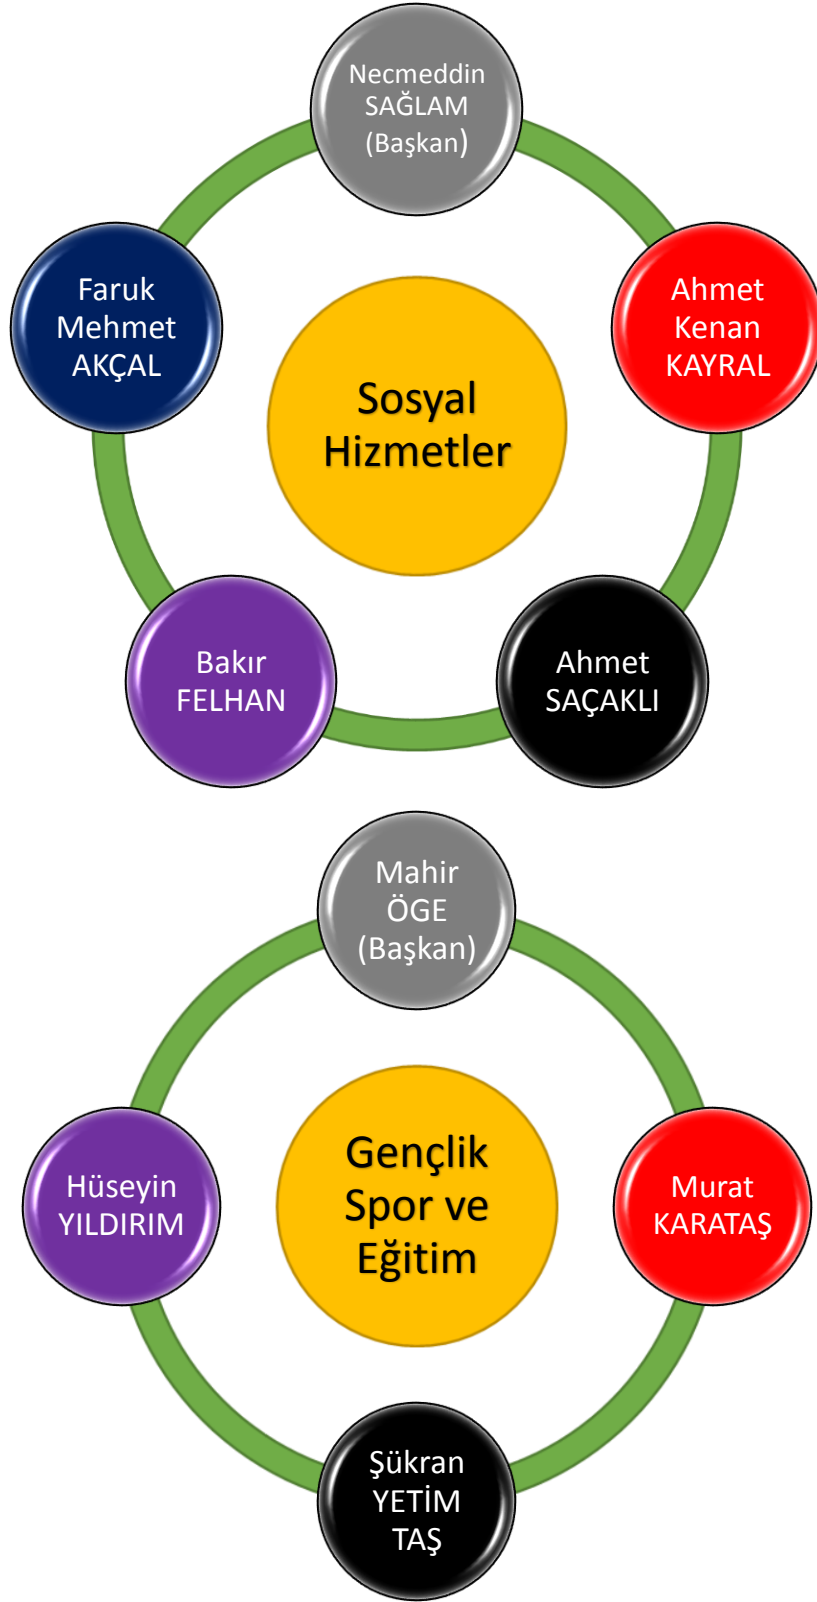 Necmeddin
SAĞLAM
(Başkan)
Faruk
Mehmet
AKÇAL
Ahmet
Kenan
KAYRAL
Sosyal
Hizmetler
Bakır
FELHAN
Ahmet
SAÇAKLI
Mahir
ÖGE
(Başkan)
Hüseyin
YILDIRIM
Gençlik
Spor ve
Eğitim
Murat
KARATAŞ
Şükran
YETİM
TAŞ